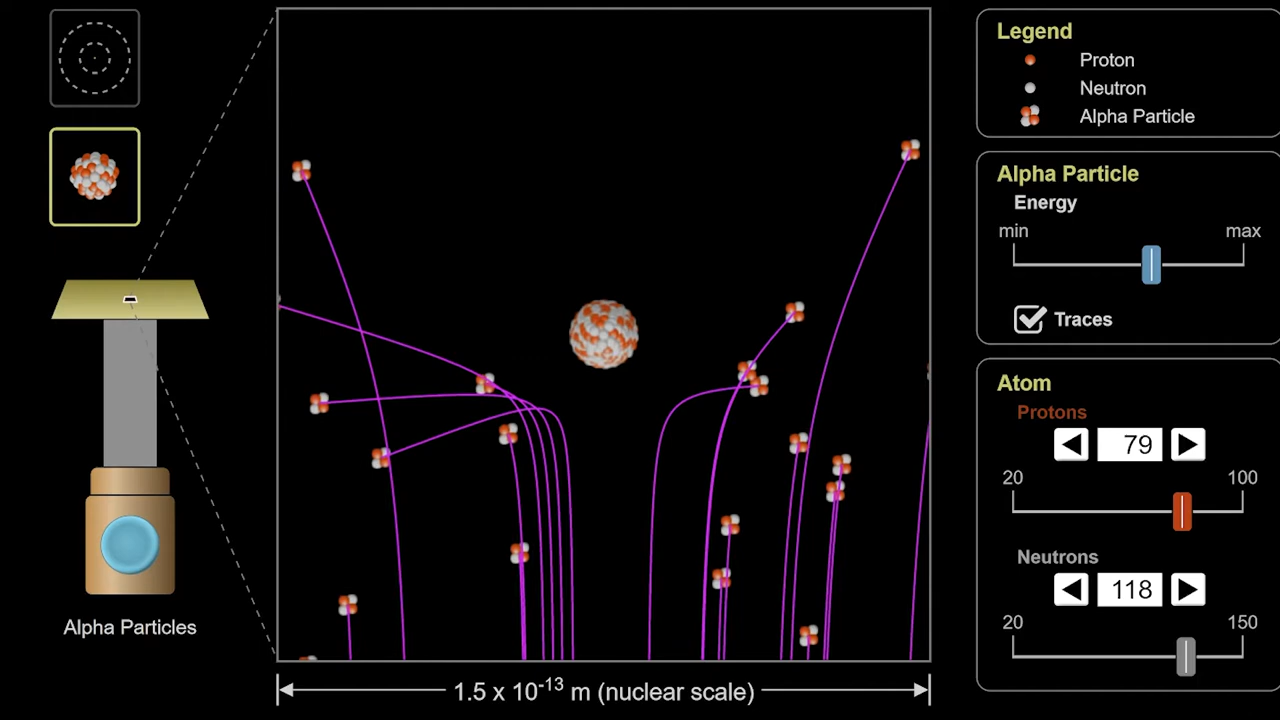 Legend
Proton
Neutron
Alpha Particle
Alpha Particle
Energy
min max
Traces
Atom
Protons
79
20 100
Neutrons
118
20 150
Alpha Particles
1.5 x 10⁻¹³ m (nuclear scale)